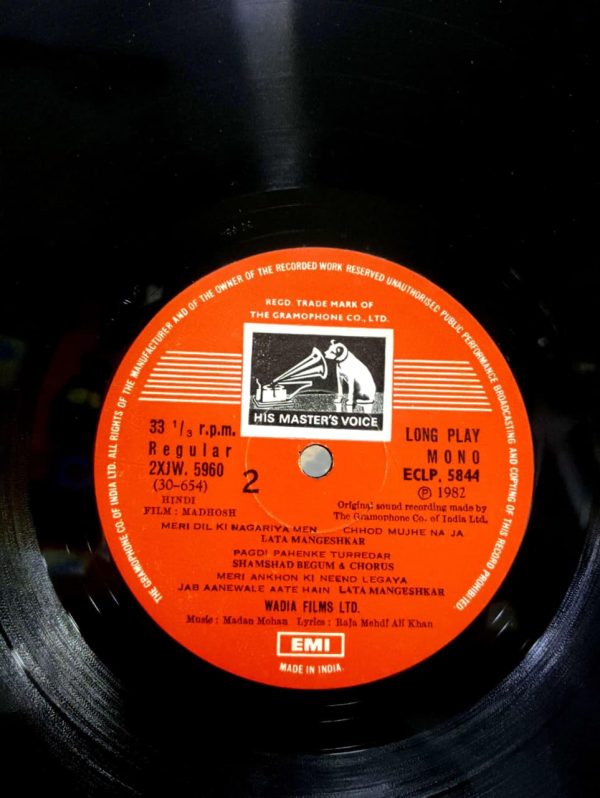 THE GRAMOPHONE CO. OF INDIA LTD. ALL RIGHTS OF THE MANUFACTURER AND OF THE OWNER OF THE RECORDED WORK RESERVED UNAUTHORISED PUBLIC PERFORMANCE BROADCASTING AND COPYING OF THIS RECORD PROHIBITED
REGD. TRADE MARK OF
THE GRAMOPHONE CO., LTD.
HIS MASTER'S VOICE
33 1/3 r.p.m.
Regular
2XJW. 5960
(30-654)
HINDI
FILM : MADHOSH
2
LONG PLAY
MONO
ECLP. 5844
℗ 1982
Original sound recording made by
The Gramophone Co. of India Ltd.
MERI DIL KI NAGARIYA MEN CHHOD MUJHE NA JA
LATA MANGESHKAR
PAGDI PAHENKE TURREDAR
SHAMSHAD BEGUM & CHORUS
MERI ANKHON KI NEEND LEGAYA
JAB AANEWALE AATE HAIN LATA MANGESHKAR
WADIA FILMS LTD.
Music : Madan Mohan Lyrics : Raja Mehdi Ali Khan
EMI
MADE IN INDIA.